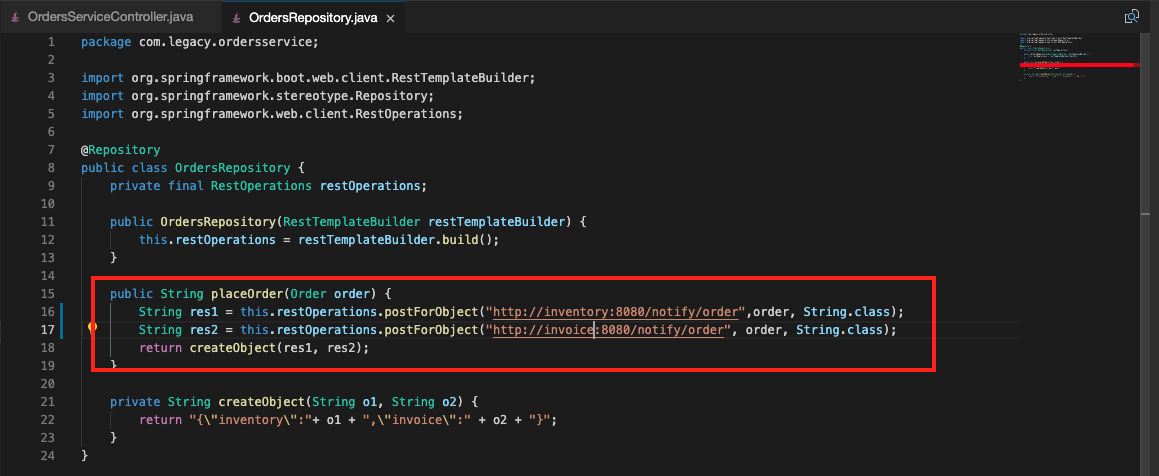 OrdersServiceController.java
OrdersRepository.java ×
1 package com.legacy.ordersservice;
2
3 import org.springframework.boot.web.client.RestTemplateBuilder;
4 import org.springframework.stereotype.Repository;
5 import org.springframework.web.client.RestOperations;
6
7 @Repository
8 public class OrdersRepository {
9     private final RestOperations restOperations;
10
11     public OrdersRepository(RestTemplateBuilder restTemplateBuilder) {
12         this.restOperations = restTemplateBuilder.build();
13     }
14
15     public String placeOrder(Order order) {
16         String res1 = this.restOperations.postForObject("http://inventory:8080/notify/order",order, String.class);
17         String res2 = this.restOperations.postForObject("http://invoice:8080/notify/order", order, String.class);
18         return createObject(res1, res2);
19     }
20
21     private String createObject(String o1, String o2) {
22         return "{\"inventory\":"+ o1 + ",\"invoice\":" + o2 + "}";
23     }
24 }